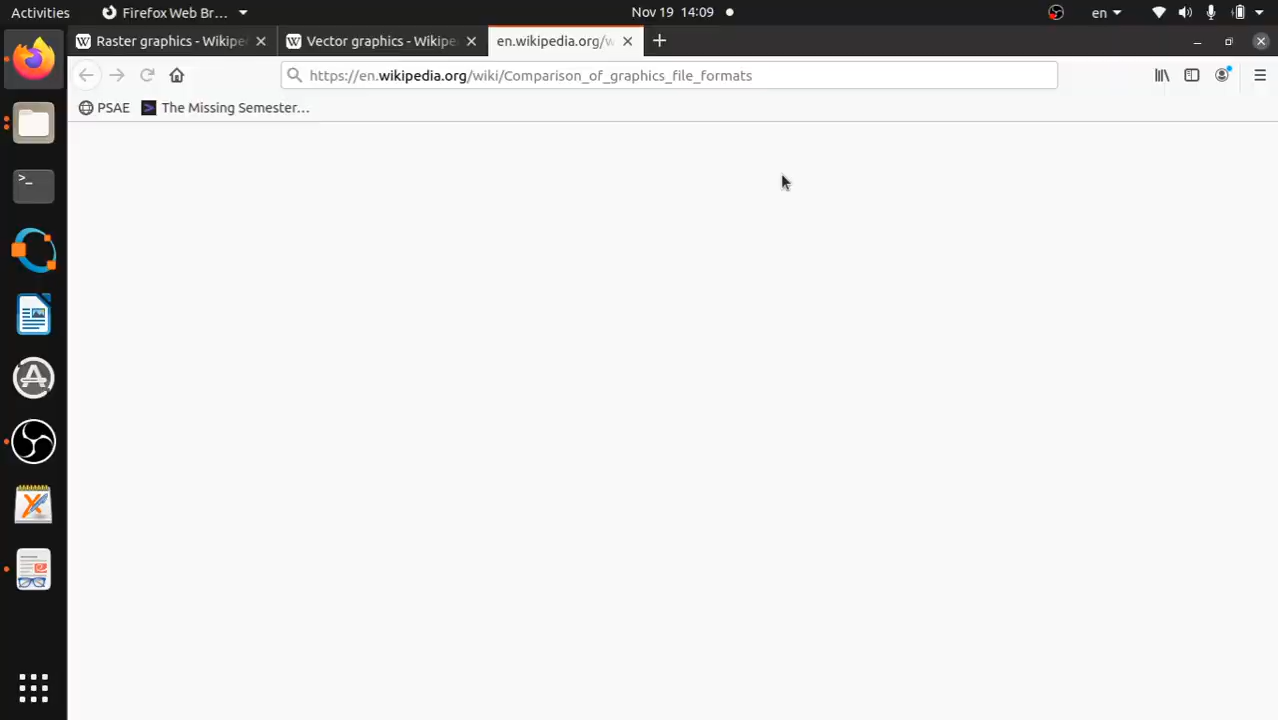 Activities
Firefox Web Br...
Nov 19 14:09
en
Raster graphics - Wikipe
Vector graphics - Wikipe
en.wikipedia.org/w
https://en.wikipedia.org/wiki/Comparison_of_graphics_file_formats
PSAE
The Missing Semester...